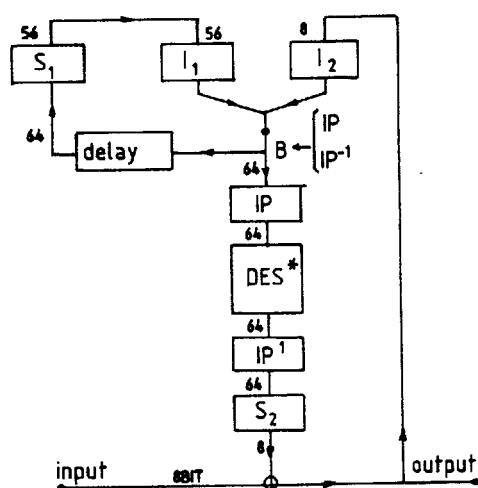 56 56 8
S₁ I₁ I₂
64 delay B IP
IP⁻¹
64
IP
64
DES*
64
IP¹
64
S₂
8
input 8BIT output